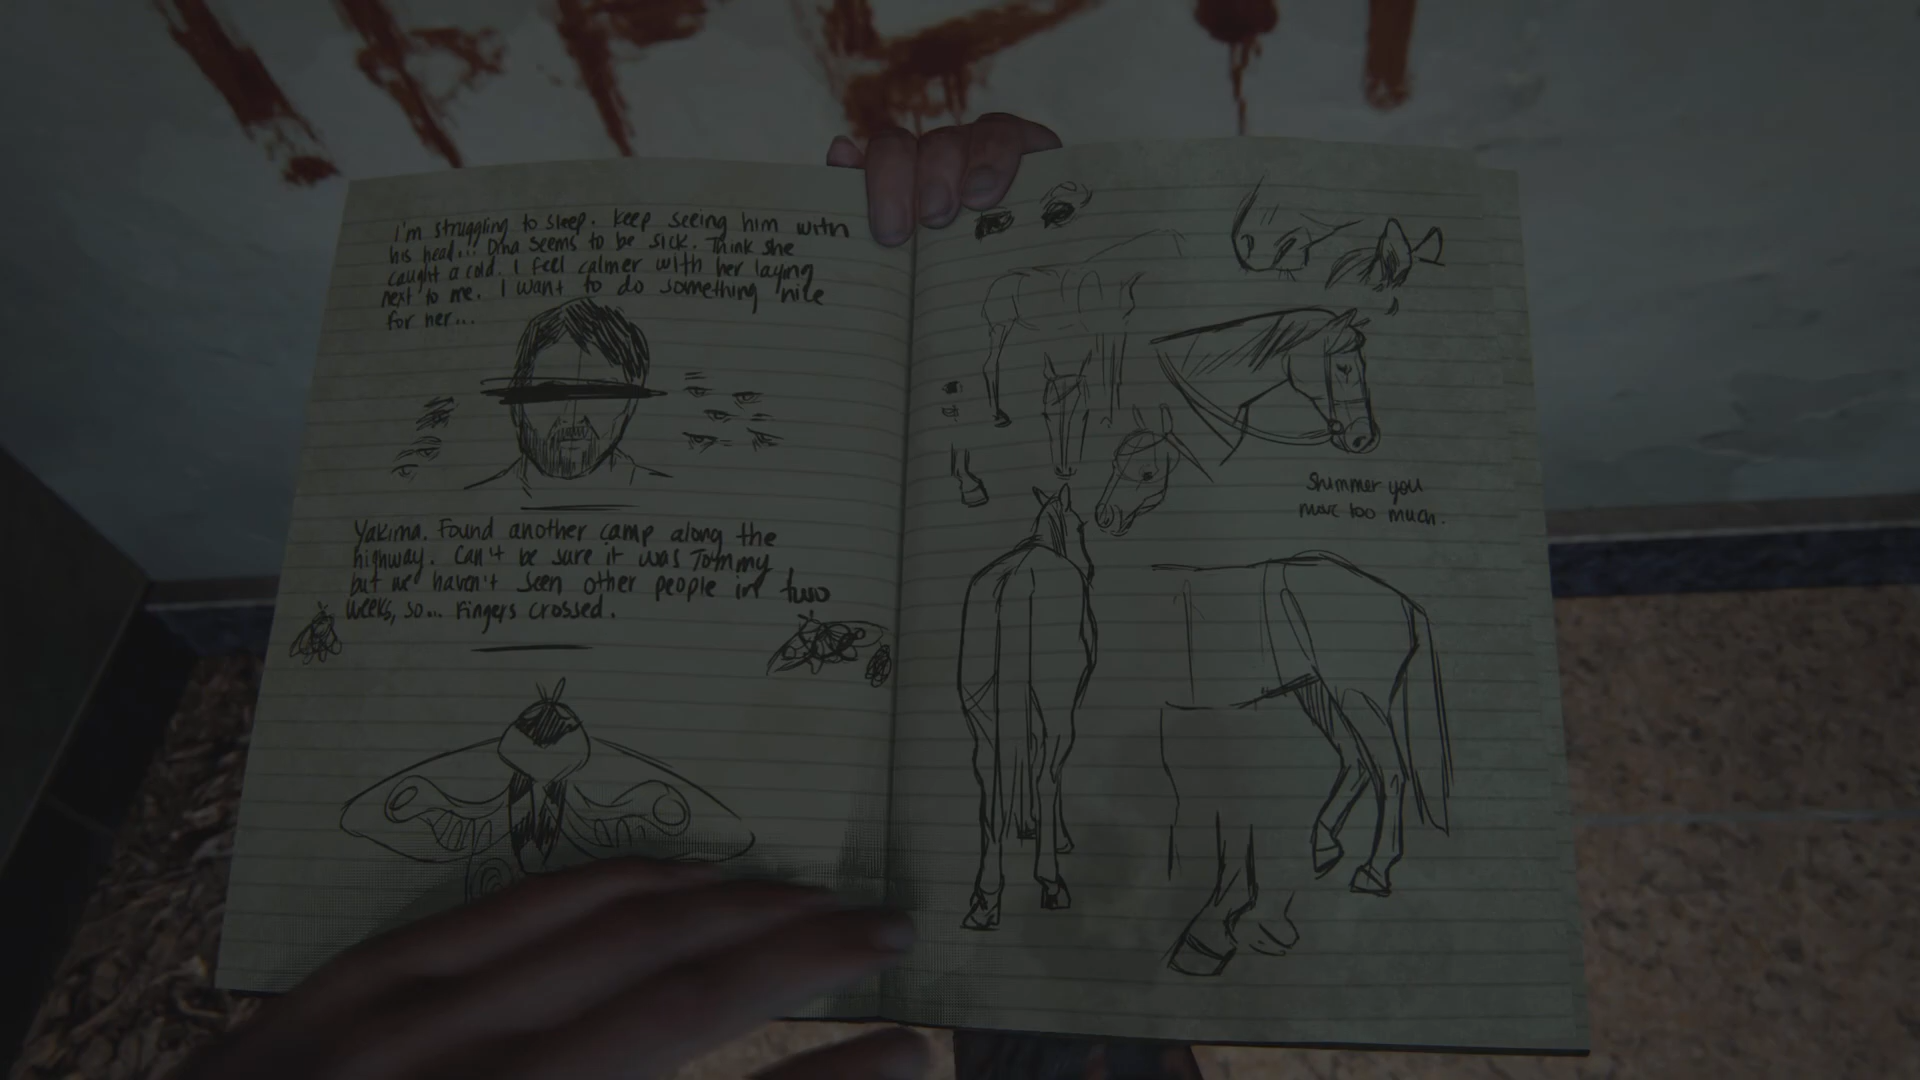 I'm struggling to sleep. Keep seeing him with
his head... Dina seems to be sick. Think she
caught a cold. I feel calmer with her laying
next to me. I want to do something nice
for her...
Yakima. Found another camp along the
highway. Can't be sure it was Tommy
but we haven't seen other people in two
weeks, so... Fingers crossed.
Shimmer you
move too much.